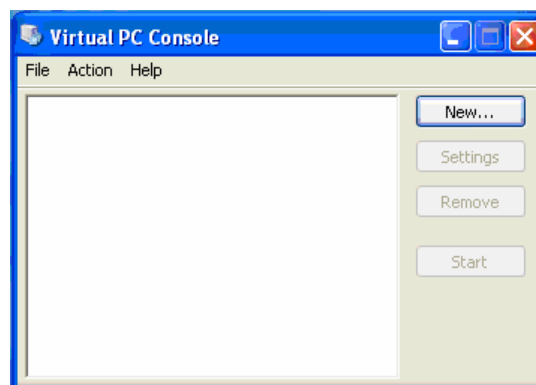 Virtual PC Console
File Action Help
New...
Settings
Remove
Start